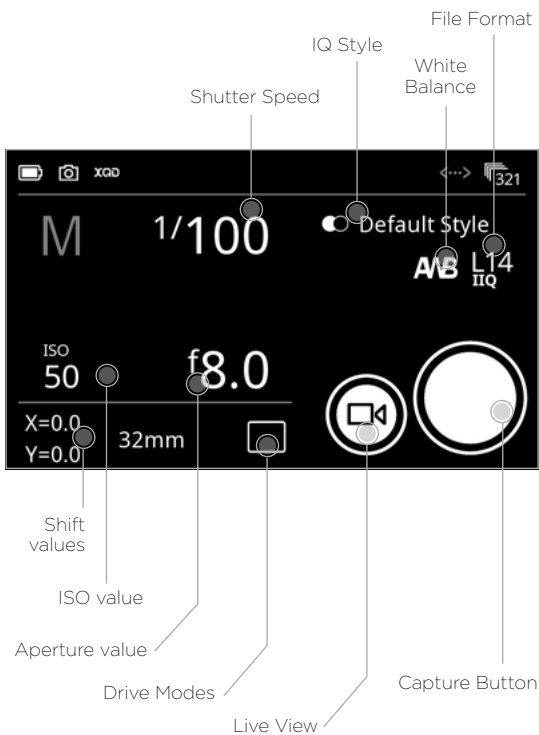 File Format
IQ Style
White
Balance
Shutter Speed
XQD
<···>
321
M
1/100
Default Style
AWB
L14
IIQ
ISO
50
f8.0
X=0.0
Y=0.0
32mm
Shift
values
ISO value
Aperture value
Drive Modes
Capture Button
Live View